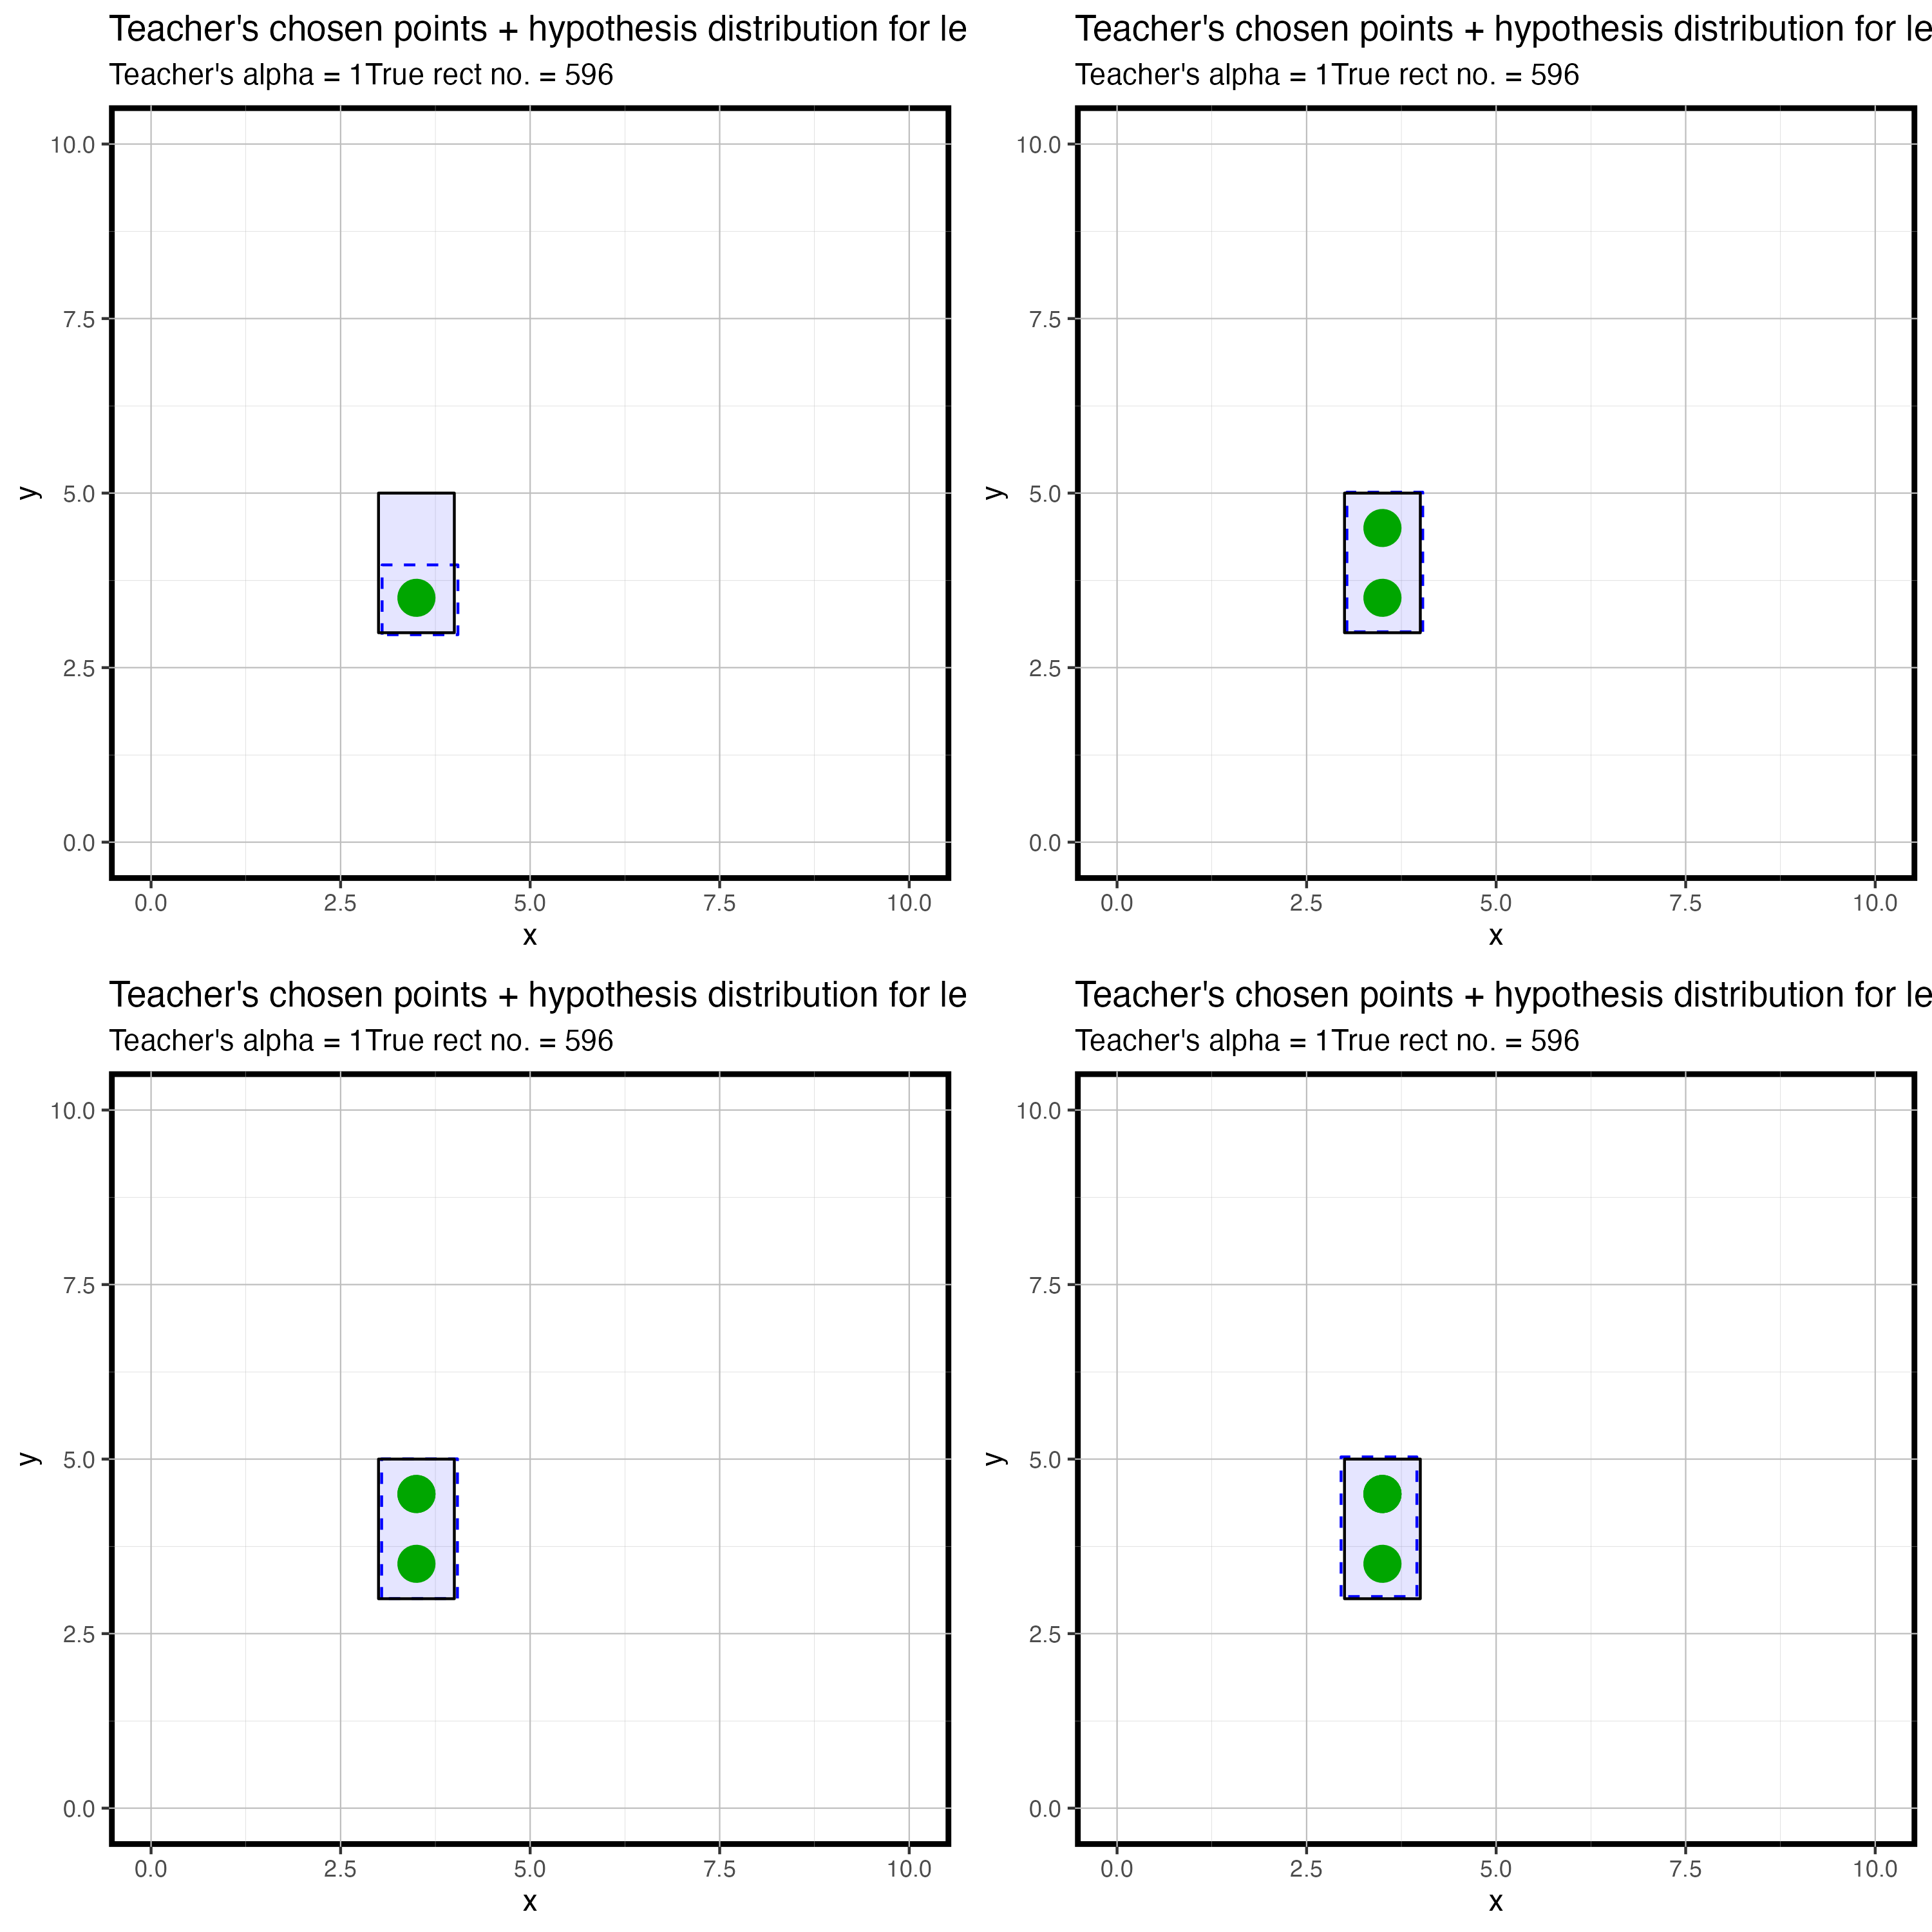 Teacher's chosen points + hypothesis distribution for le
Teacher's alpha = 1True rect no. = 596
10.0
7.5
5.0
2.5
0.0
y
0.0 2.5 5.0 7.5 10.0
x
Teacher's chosen points + hypothesis distribution for le
Teacher's alpha = 1True rect no. = 596
10.0
7.5
5.0
2.5
0.0
y
0.0 2.5 5.0 7.5 10.0
x
Teacher's chosen points + hypothesis distribution for le
Teacher's alpha = 1True rect no. = 596
10.0
7.5
5.0
2.5
0.0
y
0.0 2.5 5.0 7.5 10.0
x
Teacher's chosen points + hypothesis distribution for le
Teacher's alpha = 1True rect no. = 596
10.0
7.5
5.0
2.5
0.0
y
0.0 2.5 5.0 7.5 10.0
x